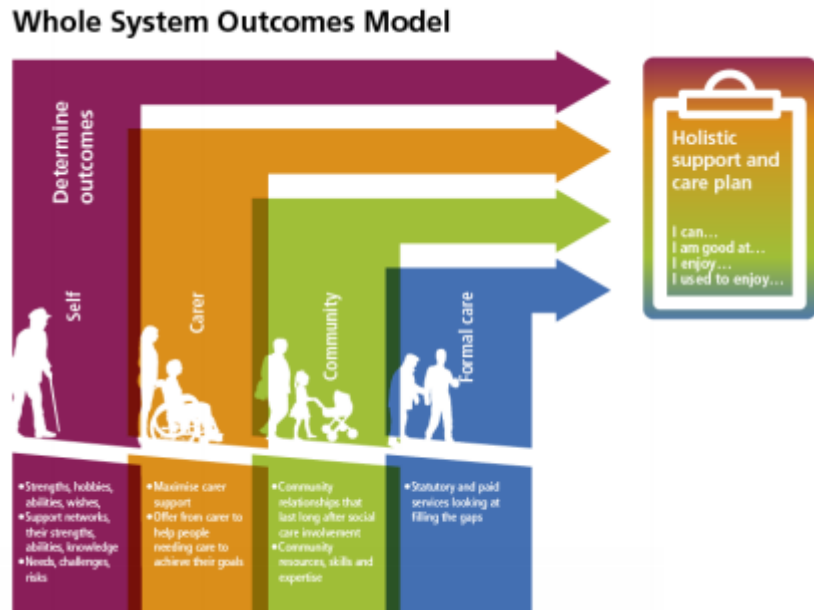 Whole System Outcomes Model
Determine
outcomes
Self
Carer
Community
Formal care
Holistic
support and
care plan
I can...
I am good at...
I enjoy...
I used to enjoy...
•Strengths, hobbies,
abilities, wishes,
•Support networks,
their strengths,
abilities, knowledge
•Needs, challenges,
risks
•Maximise carer
support
•Offer from carer to
help people
needing care to
achieve their goals
•Community
relationships that
last long after social
care involvement
•Community
resources, skills and
expertise
•Statutory and paid
services looking at
filling the gaps